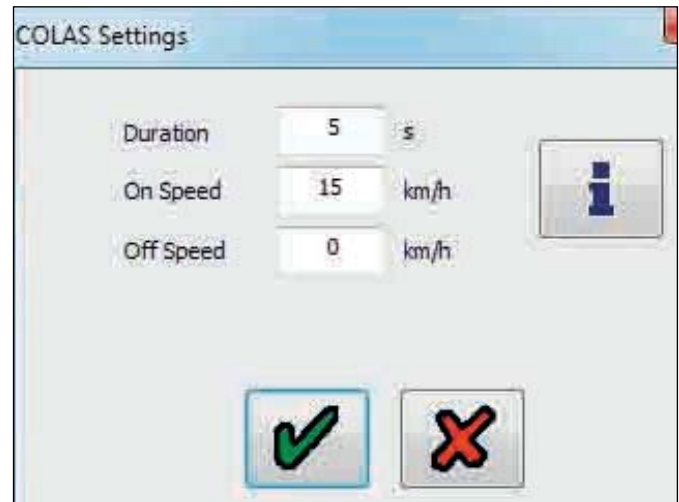 COLAS Settings
Duration 5 s
On Speed 15 km/h
Off Speed 0 km/h
i